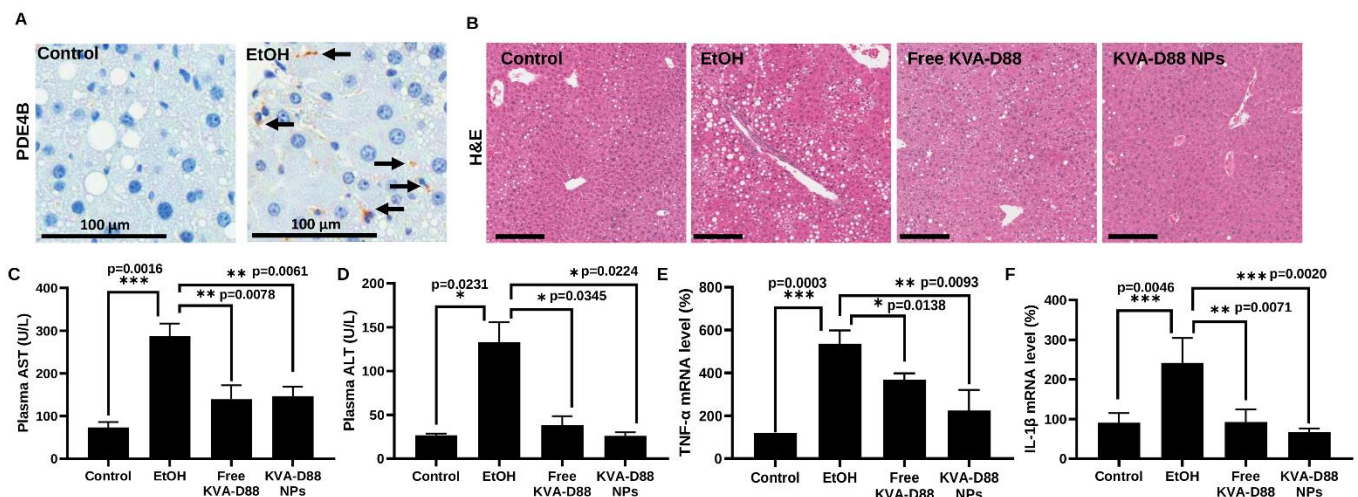 A
Control
EtOH
PDE4B
100 µm
100 µm
B
Control
EtOH
Free KVA-D88
KVA-D88 NPs
H&E
C
p=0.0016
***
** p=0.0061
** p=0.0078
Plasma AST (U/L)
400
300
200
100
0
Control
EtOH
Free
KVA-D88
KVA-D88
NPs
D
p=0.0231
*
* p=0.0224
* p=0.0345
Plasma ALT (U/L)
200
150
100
50
0
Control
EtOH
Free
KVA-D88
KVA-D88
NPs
E
p=0.0003
***
** p=0.0093
* p=0.0138
TNF-α mRNA level (%)
800
600
400
200
0
Control
EtOH
Free
KVA-D88
KVA-D88
NPs
F
p=0.0046
***
*** p=0.0020
** p=0.0071
IL-1β mRNA level (%)
400
300
200
100
0
Control
EtOH
Free
KVA-D88
KVA-D88
NPs